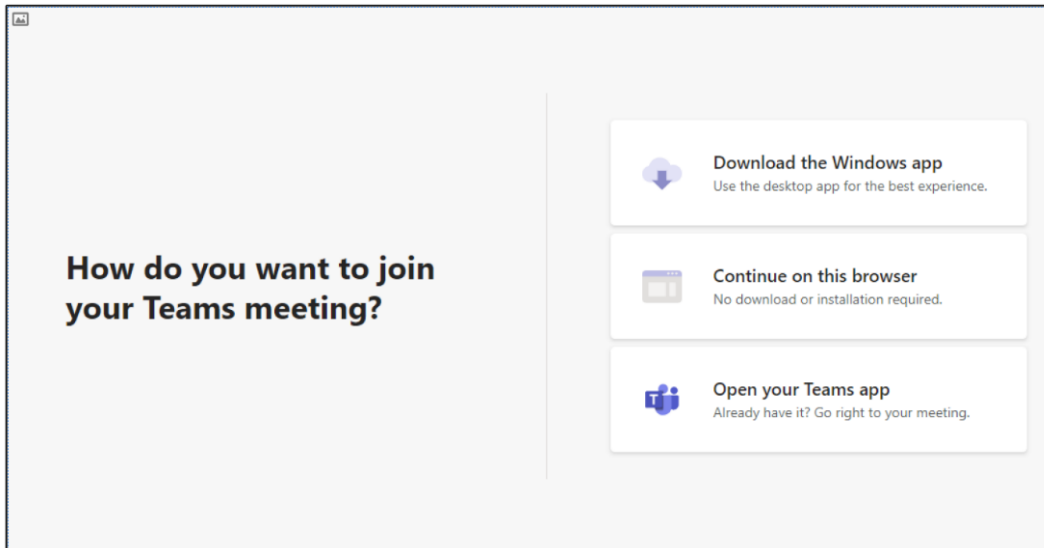 How do you want to join
your Teams meeting?
Download the Windows app
Use the desktop app for the best experience.
Continue on this browser
No download or installation required.
T
Open your Teams app
Already have it? Go right to your meeting.